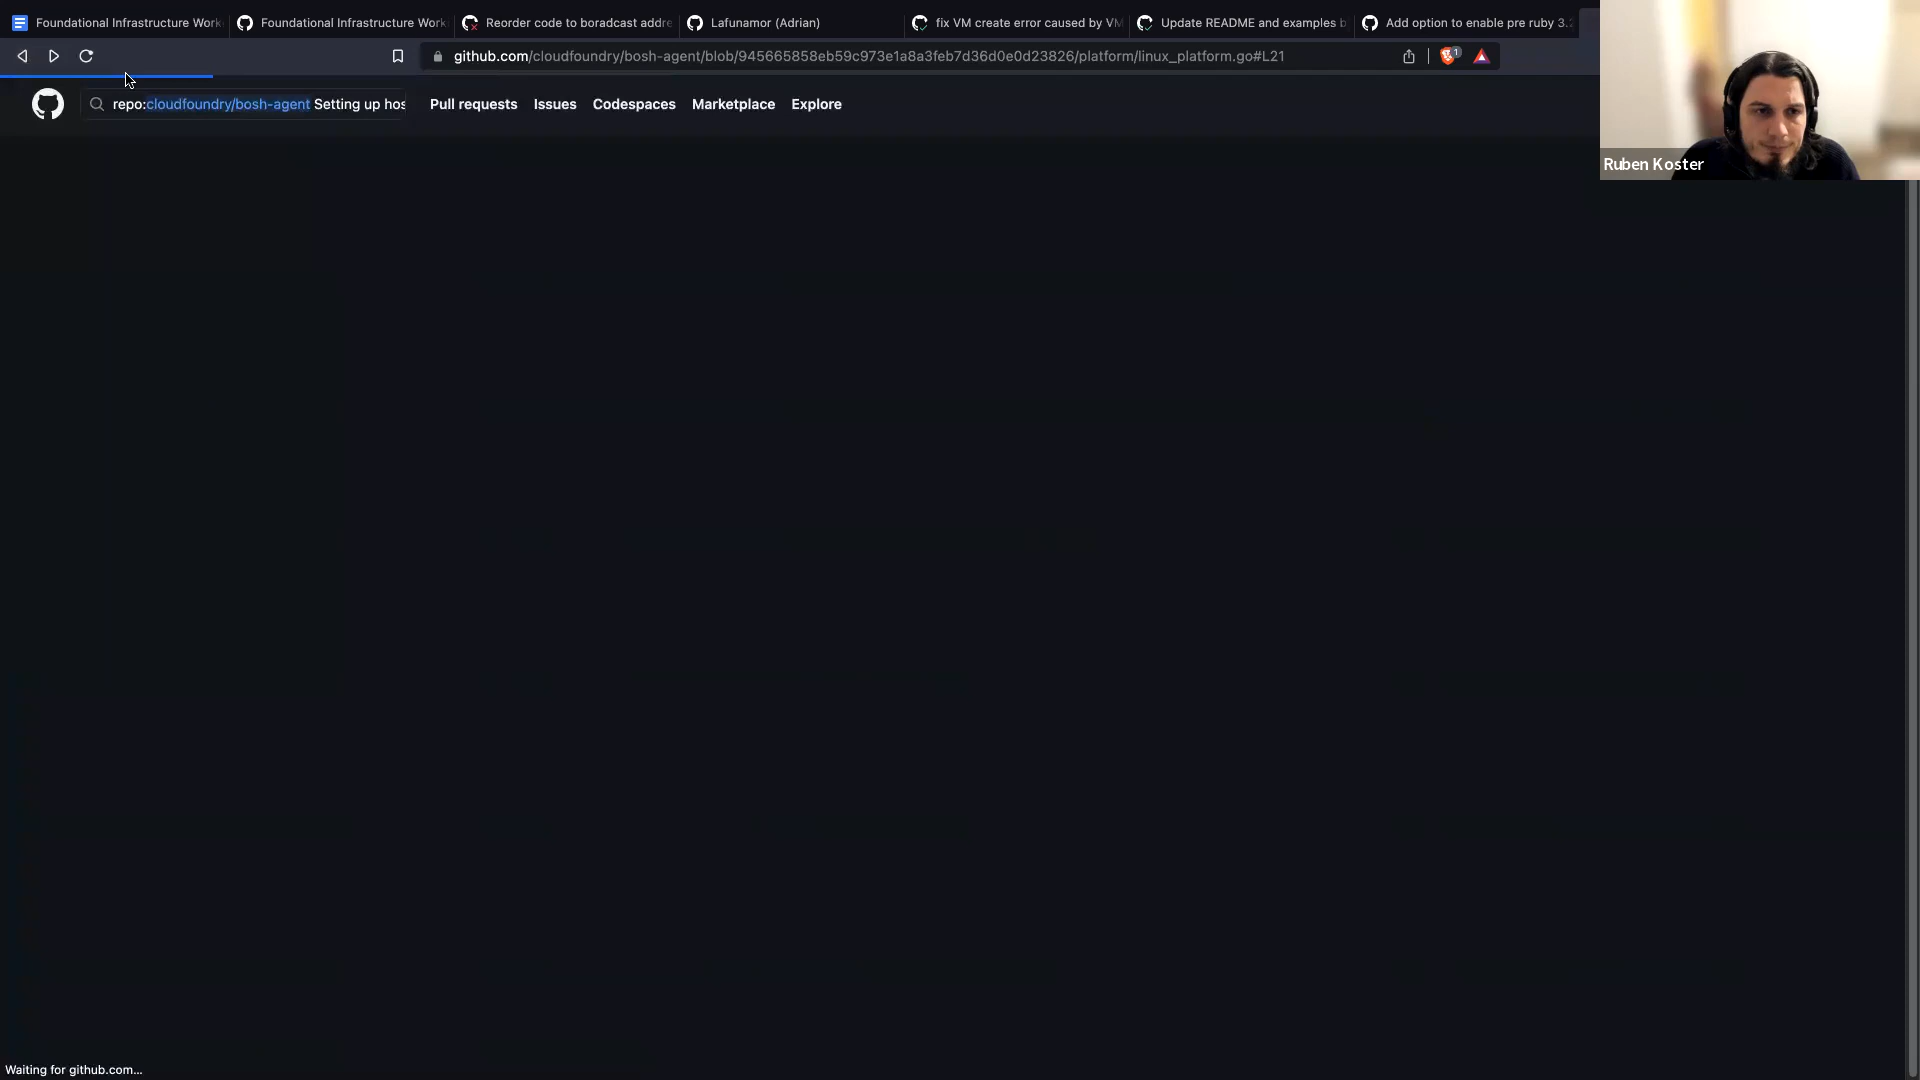 Foundational Infrastructure Work
Foundational Infrastructure Work
Reorder code to boradcast addre
Lafunamor (Adrian)
fix VM create error caused by VM
Update README and examples b
Add option to enable pre ruby 3.2
github.com/cloudfoundry/bosh-agent/blob/945665858eb59c973e1a8a3feb7d36d0e0d23826/platform/linux_platform.go#L21
1
repo:cloudfoundry/bosh-agent Setting up hos
Pull requests
Issues
Codespaces
Marketplace
Explore
Ruben Koster
Waiting for github.com...